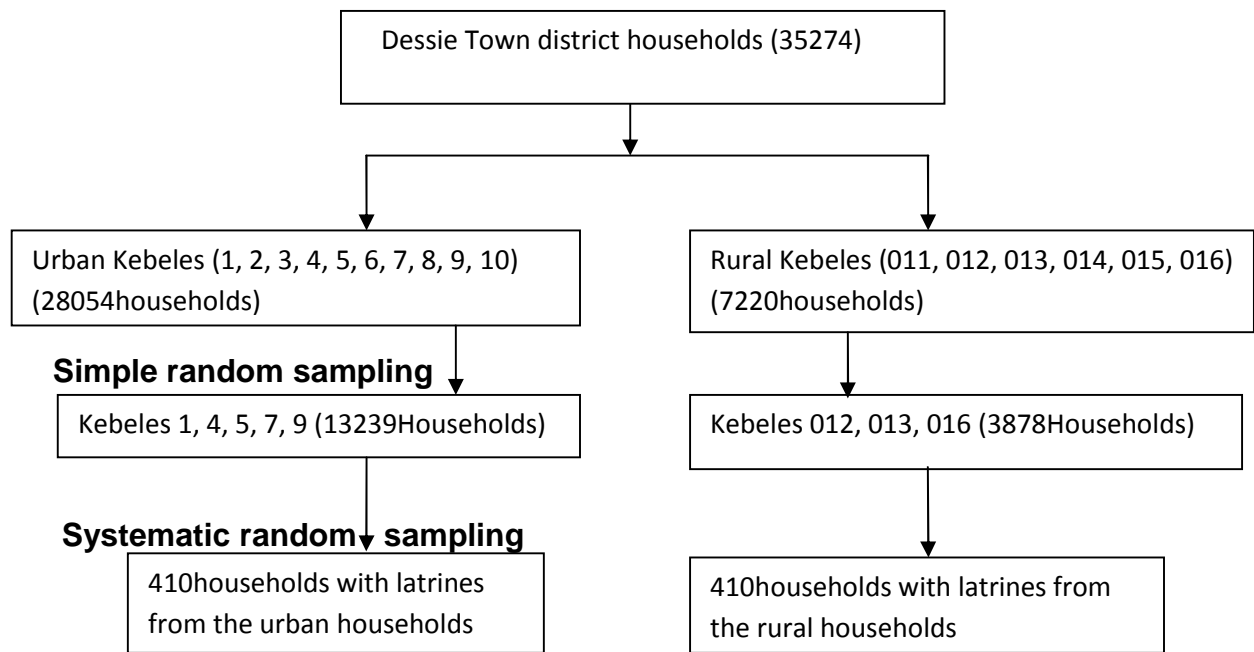 Dessie Town district households (35274)
Urban Kebeles (1, 2, 3, 4, 5, 6, 7, 8, 9, 10)
(28054households)
Rural Kebeles (011, 012, 013, 014, 015, 016)
(7220households)
Simple random sampling
Kebeles 1, 4, 5, 7, 9 (13239Households)
Kebeles 012, 013, 016 (3878Households)
Systematic random sampling
410households with latrines
from the urban households
410households with latrines from
the rural households